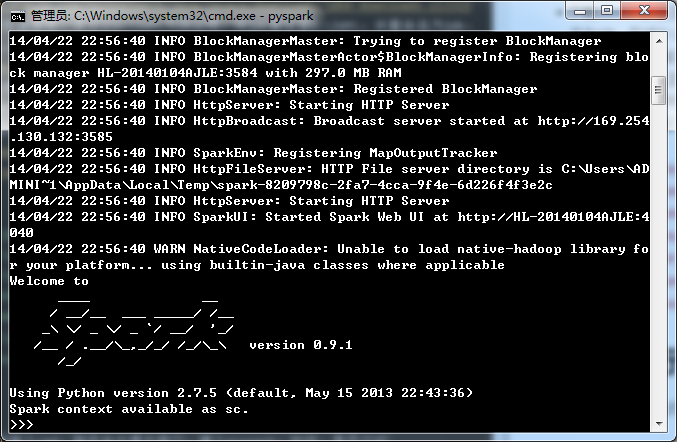 管理员: C:\Windows\system32\cmd.exe - pyspark
14/04/22 22:56:40 INFO BlockManagerMaster: Trying to register BlockManager
14/04/22 22:56:40 INFO BlockManagerMasterActor$BlockManagerInfo: Registering blo
ck manager HL-20140104AJLE:3584 with 297.0 MB RAM
14/04/22 22:56:40 INFO BlockManagerMaster: Registered BlockManager
14/04/22 22:56:40 INFO HttpServer: Starting HTTP Server
14/04/22 22:56:40 INFO HttpBroadcast: Broadcast server started at http://169.254
.130.132:3585
14/04/22 22:56:40 INFO SparkEnv: Registering MapOutputTracker
14/04/22 22:56:40 INFO HttpFileServer: HTTP File server directory is C:\Users\AD
MINI~1\AppData\Local\Temp\spark-8209798c-2fa7-4cca-9f4e-6d226f4f3e2c
14/04/22 22:56:40 INFO HttpServer: Starting HTTP Server
14/04/22 22:56:40 INFO SparkUI: Started Spark Web UI at http://HL-20140104AJLE:4
040
14/04/22 22:56:40 WARN NativeCodeLoader: Unable to load native-hadoop library fo
r your platform... using builtin-java classes where applicable
Welcome to
Spark version 0.9.1
Using Python version 2.7.5 (default, May 15 2013 22:43:36)
Spark context available as sc.
>>>